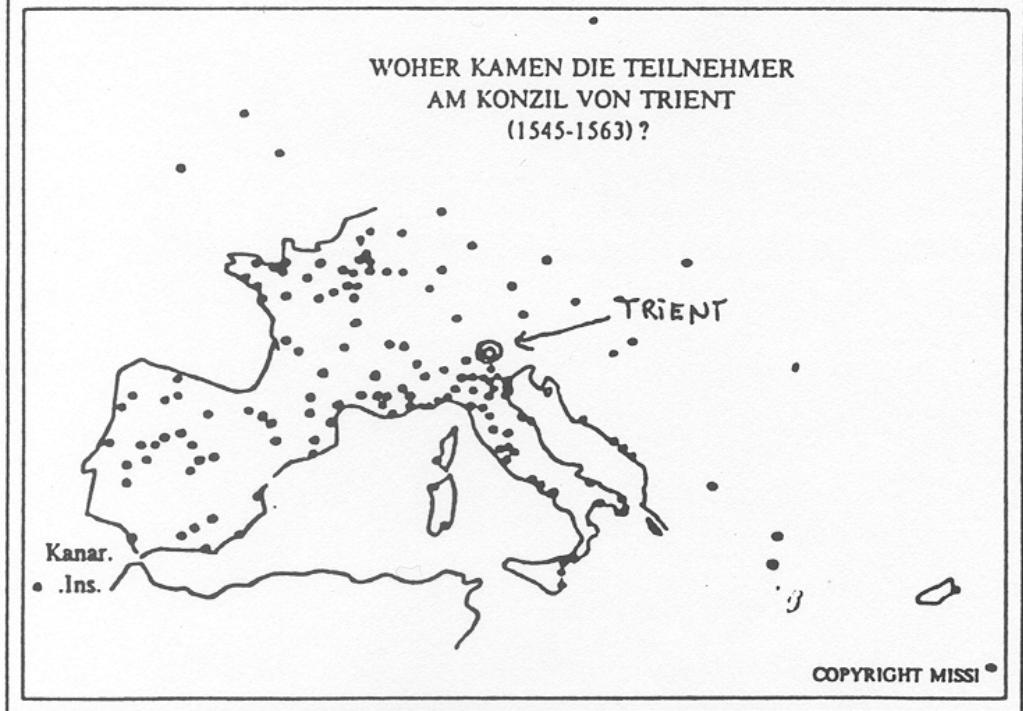 WOHER KAMEN DIE TEILNEHMER
AM KONZIL VON TRIENT
(1545-1563) ?
TRIENT
Kanar.
.Ins.
COPYRIGHT MISSI